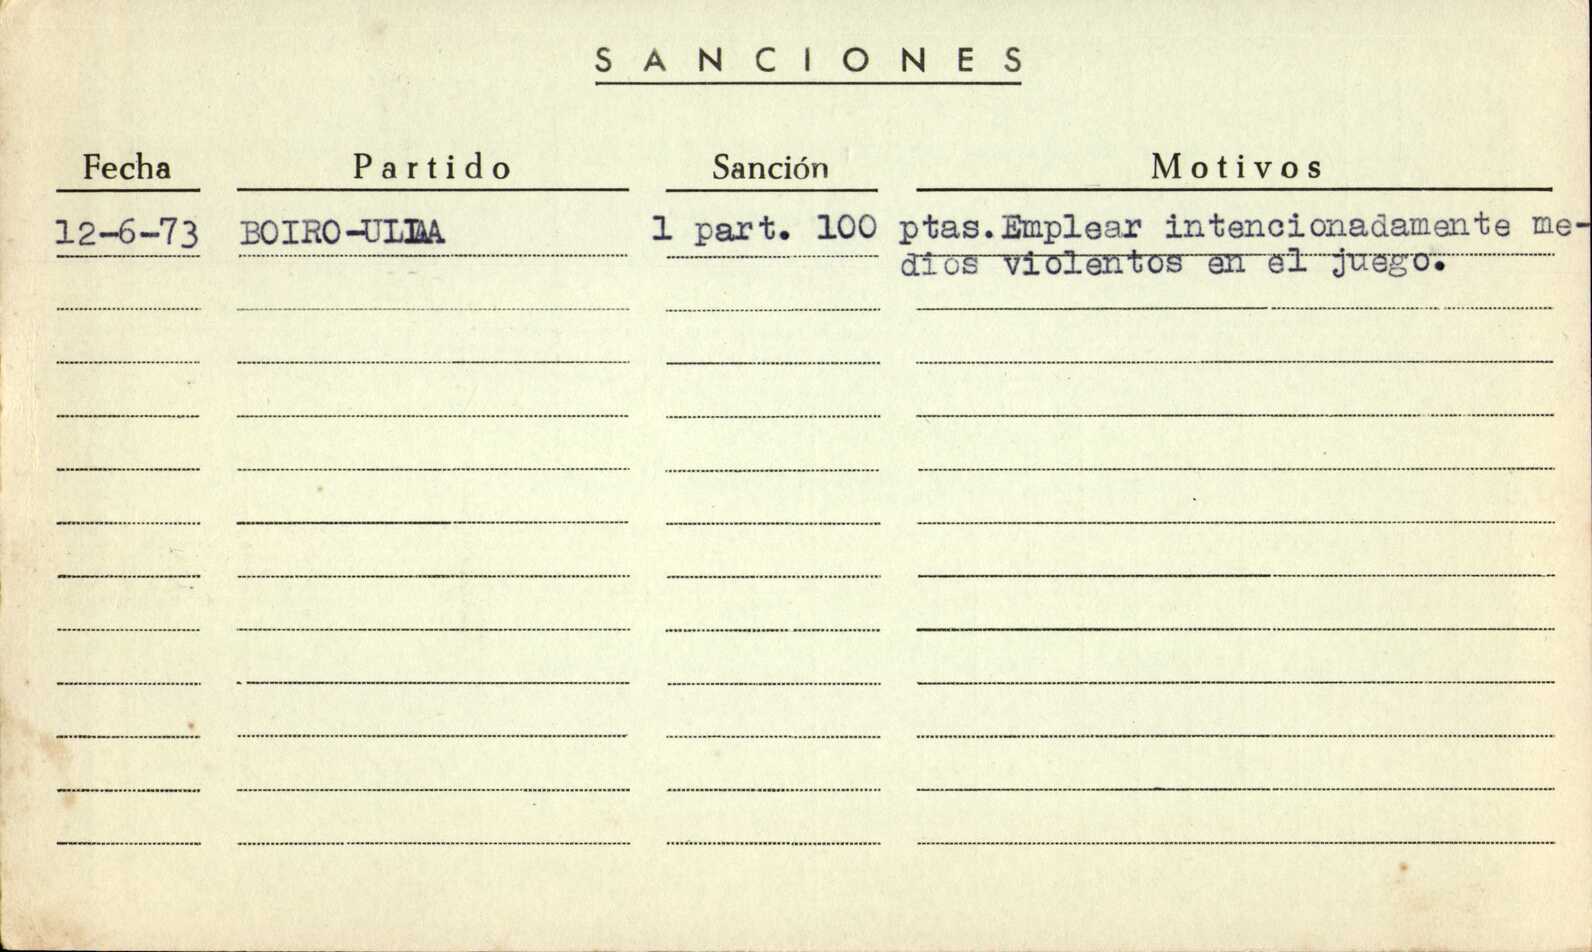 SANCIONES
Fecha Partido Sanción Motivos
12-6-73 BOIRO-ULLA 1 part. 100 ptas. Emplear intencionadamente me-
dios violentos en el juego.